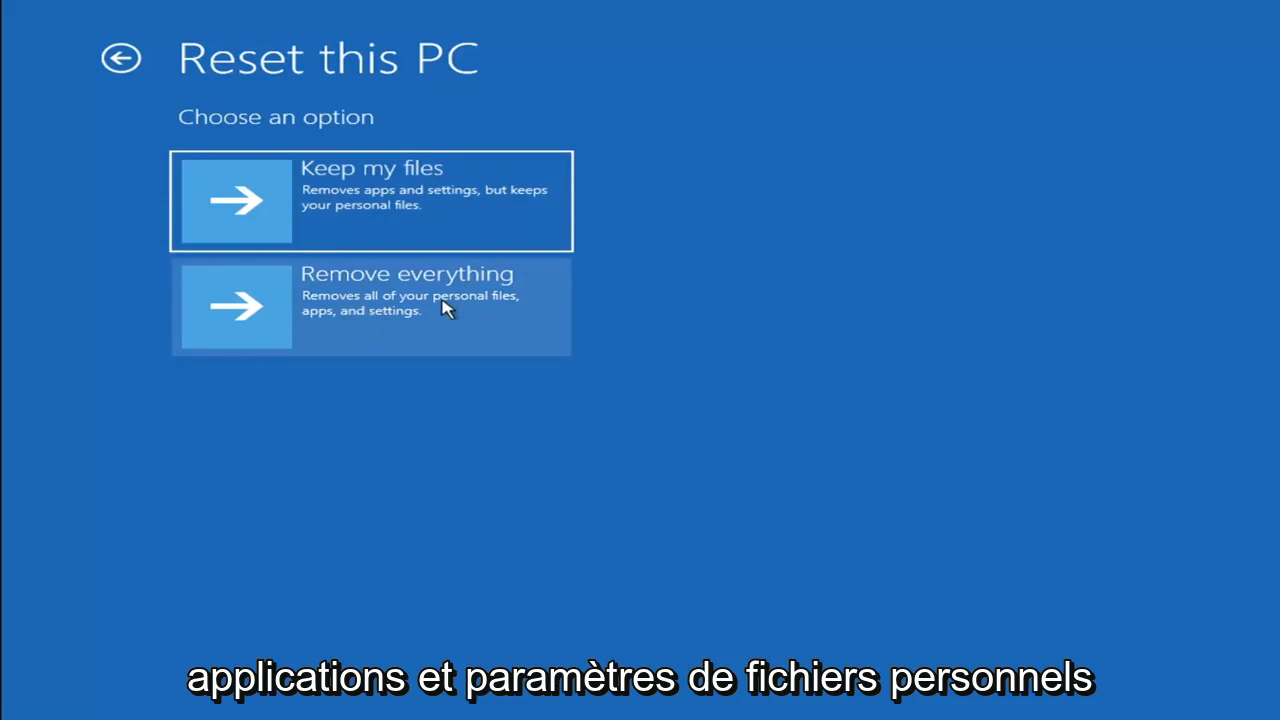 Reset this PC
Choose an option
Keep my files
Removes apps and settings, but keeps
your personal files.
Remove everything
Removes all of your personal files,
apps, and settings.
applications et paramètres de fichiers personnels